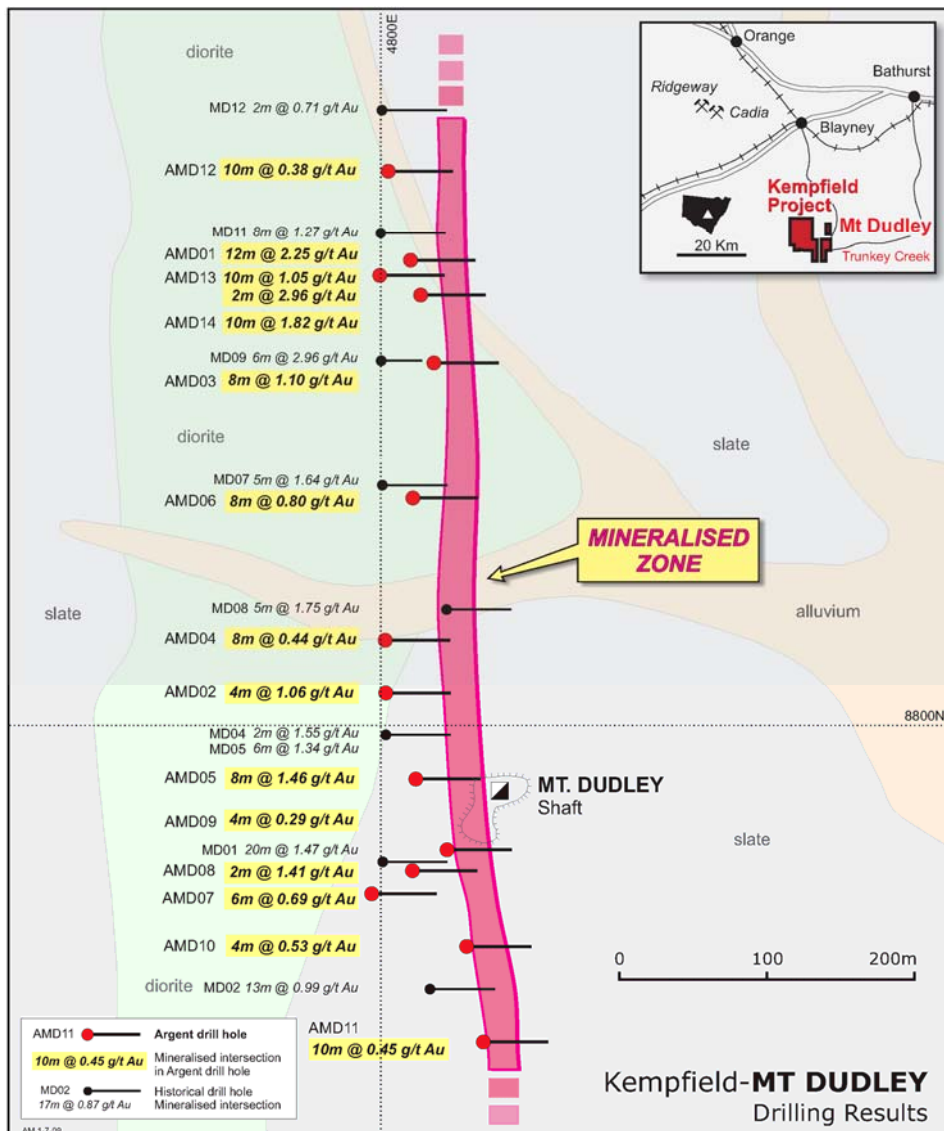 4800E
diorite
MD12 2m @ 0.71 g/t Au
AMD12 10m @ 0.38 g/t Au
MD11 8m @ 1.27 g/t Au
AMD01 12m @ 2.25 g/t Au
AMD13 10m @ 1.05 g/t Au
2m @ 2.96 g/t Au
AMD14 10m @ 1.82 g/t Au
MD09 6m @ 2.96 g/t Au
AMD03 8m @ 1.10 g/t Au
diorite
slate
MD07 5m @ 1.64 g/t Au
AMD06 8m @ 0.80 g/t Au
MINERALISED
ZONE
slate
MD08 5m @ 1.75 g/t Au
alluvium
AMD04 8m @ 0.44 g/t Au
AMD02 4m @ 1.06 g/t Au
8800N
MD04 2m @ 1.55 g/t Au
MD05 6m @ 1.34 g/t Au
AMD05 8m @ 1.46 g/t Au
MT. DUDLEY
Shaft
AMD09 4m @ 0.29 g/t Au
slate
MD01 20m @ 1.47 g/t Au
AMD08 2m @ 1.41 g/t Au
AMD07 6m @ 0.69 g/t Au
AMD10 4m @ 0.53 g/t Au
diorite
MD02 13m @ 0.99 g/t Au
AMD11
10m @ 0.45 g/t Au
0 100 200m
Orange
Bathurst
Ridgeway
Cadia
Blayney
Kempfield
Project
Mt Dudley
Trunkey Creek
20 Km
AMD11 Argent drill hole
10m @ 0.45 g/t Au Mineralised intersection
in Argent drill hole
MD02 Historical drill hole
17m @ 0.87 g/t Au Mineralised intersection
AM 1-7-09
Kempfield-MT DUDLEY
Drilling Results